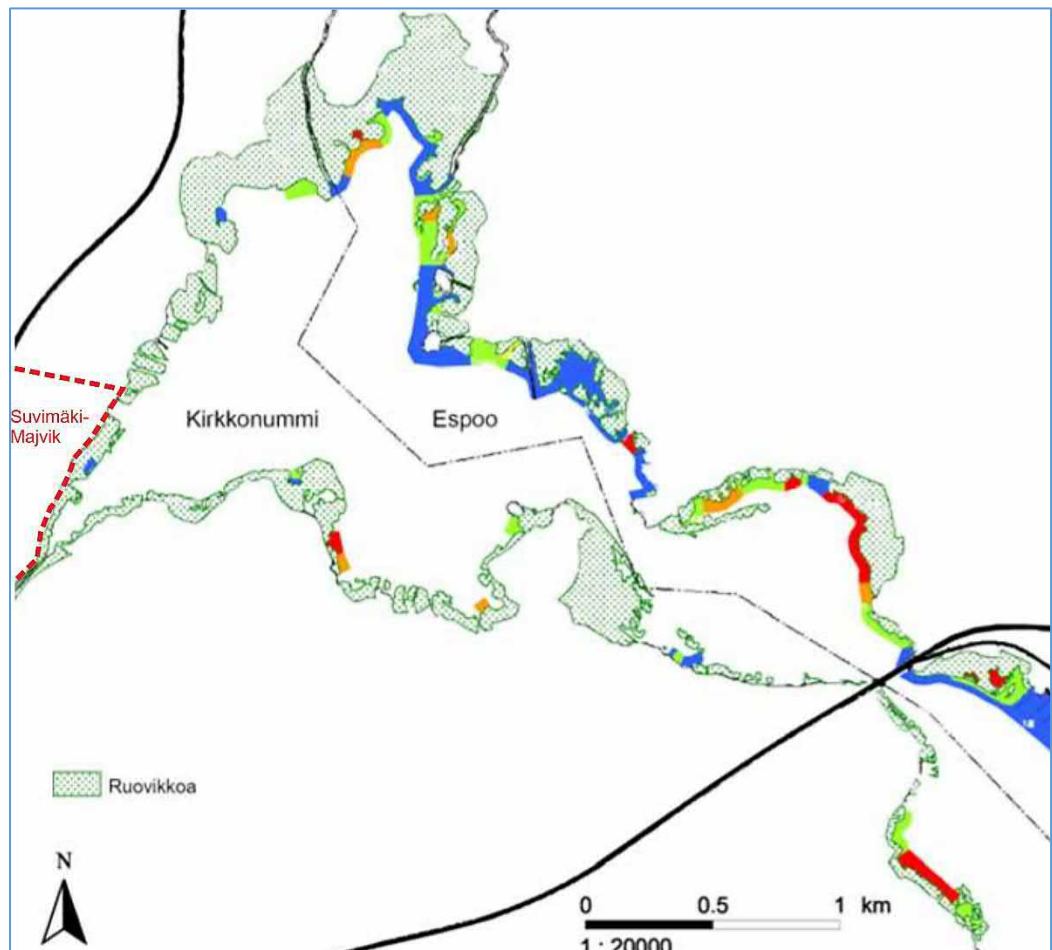 Suvimäki-
Majvik
Kirkkonummi
Espoo
Ruovikkoa
N
0 0.5 1 km
1 : 20000